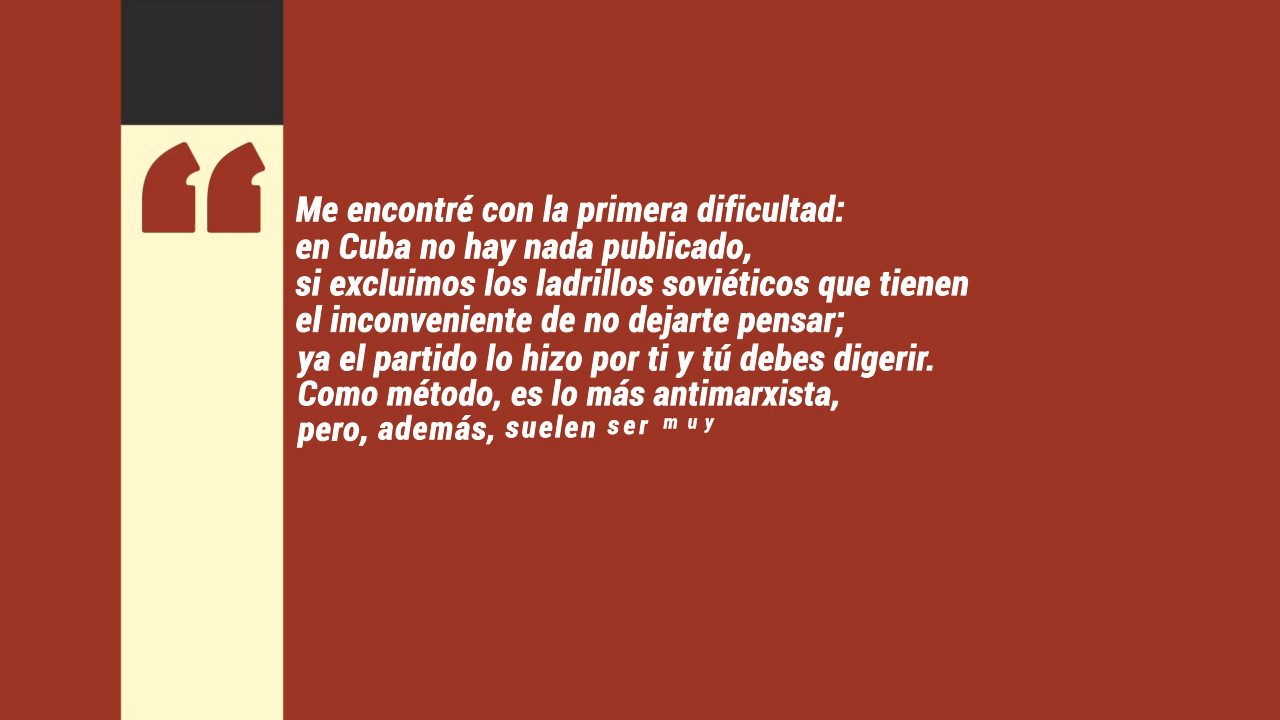 Me encontré con la primera dificultad:
en Cuba no hay nada publicado,
si excluimos los ladrillos soviéticos que tienen
el inconveniente de no dejarte pensar;
ya el partido lo hizo por ti y tú debes digerir.
Como método, es lo más antimarxista,
pero, además, suelen ser muy